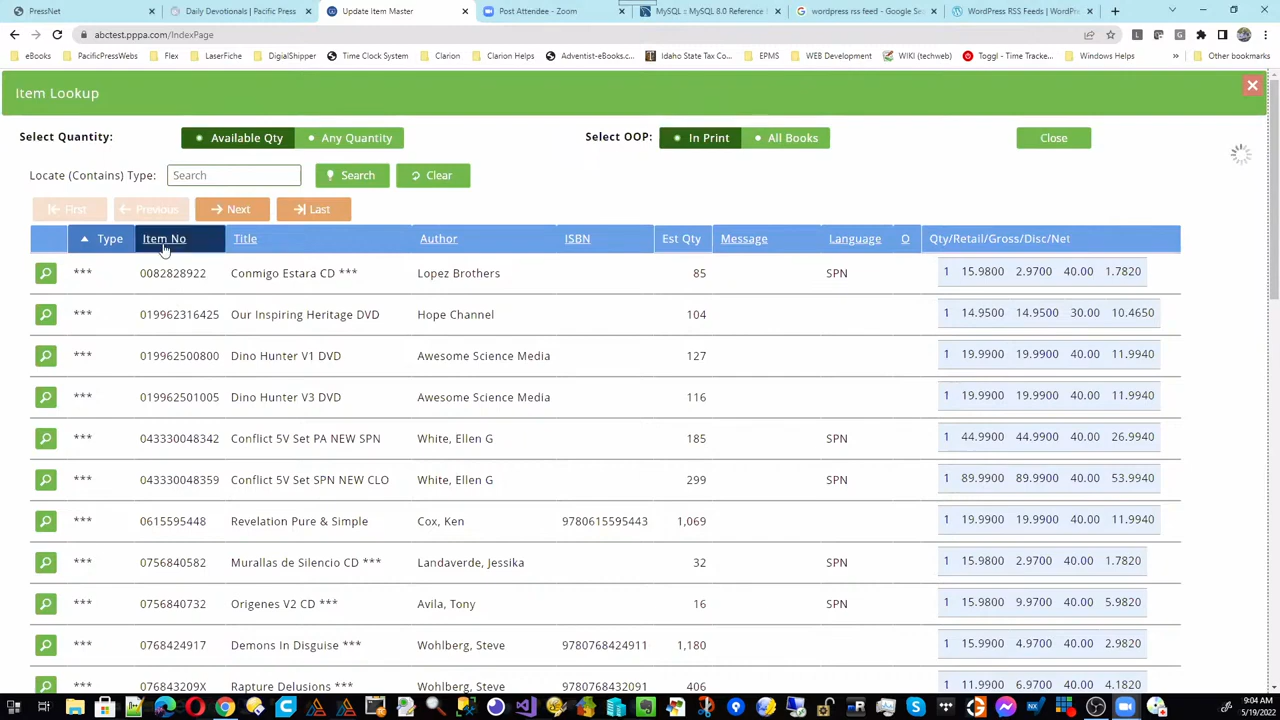 PressNet
Daily Devotionals | Pacific Press
Update Item Master
Post Attendee - Zoom
MySQL :: MySQL 8.0 Reference
wordpress rss feed - Google Se
WordPress RSS Feeds | WordPr
abctest.pppa.com/IndexPage
eBooks PacificPressWebs Flex LaserFiche DigialShipper Time Clock System Clarion Clarion Helps Adventist-eBooks.c... Idaho State Tax Co... EPMS WEB Development WIKI (techweb) Toggl - Time Tracke... Windows Helps » Other bookmarks
Item Lookup
Select Quantity: Available Qty Any Quantity Select OOP: In Print All Books Close
Locate (Contains) Type: Search Search Clear
First Previous Next Last
Type Item No Title Author ISBN Est Qty Message Language O Qty/Retail/Gross/Disc/Net
*** 0082828922 Conmigo Estara CD *** Lopez Brothers 85 SPN 1 15.9800 2.9700 40.00 1.7820
*** 019962316425 Our Inspiring Heritage DVD Hope Channel 104 1 14.9500 14.9500 30.00 10.4650
*** 019962500800 Dino Hunter V1 DVD Awesome Science Media 127 1 19.9900 19.9900 40.00 11.9940
*** 019962501005 Dino Hunter V3 DVD Awesome Science Media 116 1 19.9900 19.9900 40.00 11.9940
*** 043330048342 Conflict 5V Set PA NEW SPN White, Ellen G 185 SPN 1 44.9900 44.9900 40.00 26.9940
*** 043330048359 Conflict 5V Set SPN NEW CLO White, Ellen G 299 SPN 1 89.9900 89.9900 40.00 53.9940
*** 0615595448 Revelation Pure & Simple Cox, Ken 9780615595443 1,069 1 19.9900 19.9900 40.00 11.9940
*** 0756840582 Murallas de Silencio CD *** Landaverde, Jessika 32 SPN 1 15.9800 2.9700 40.00 1.7820
*** 0756840732 Origenes V2 CD *** Avila, Tony 16 SPN 1 15.9800 9.9700 40.00 5.9820
*** 0768424917 Demons In Disguise *** Wohlberg, Steve 9780768424911 1,180 1 15.9900 4.9700 40.00 2.9820
*** 076843209X Rapture Delusions *** Wohlberg, Steve 9780768432091 406 1 11.9900 6.9700 40.00 4.1820
9:04 AM
5/19/2022